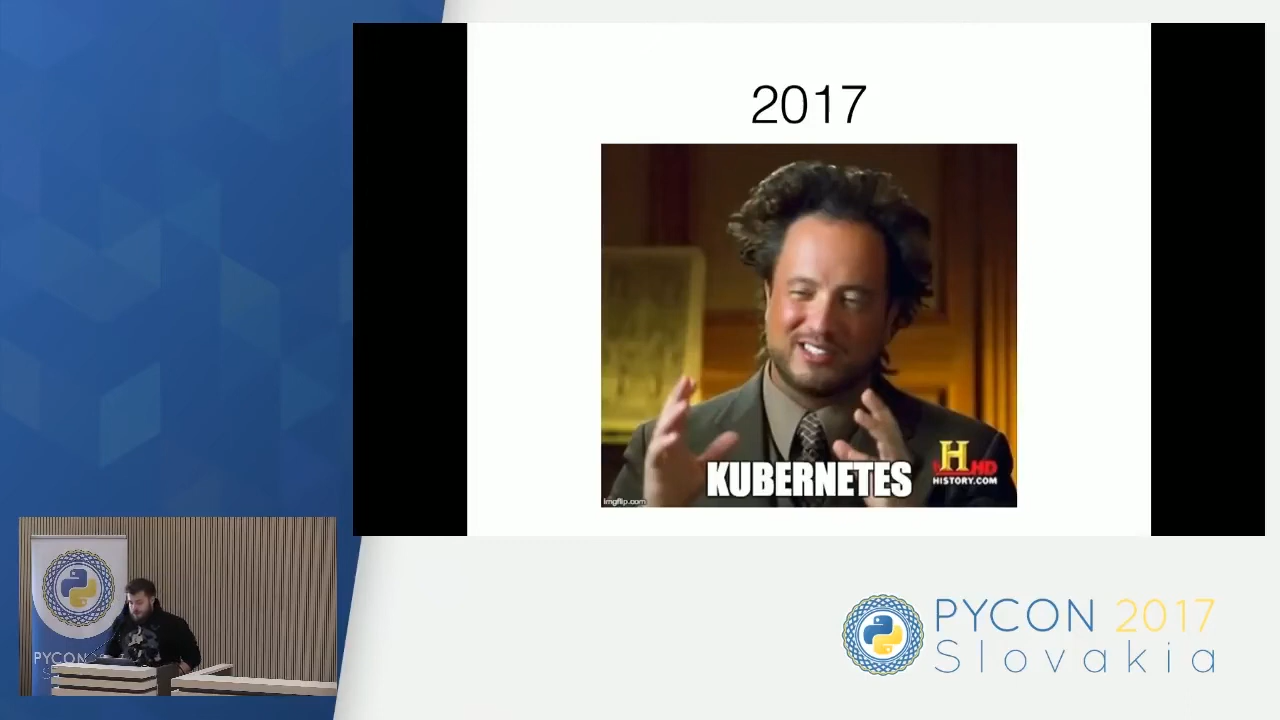 2017
KUBERNETES
H HD
HISTORY.COM
imgflip.com
PYCON
PYCON 2017
Slovakia